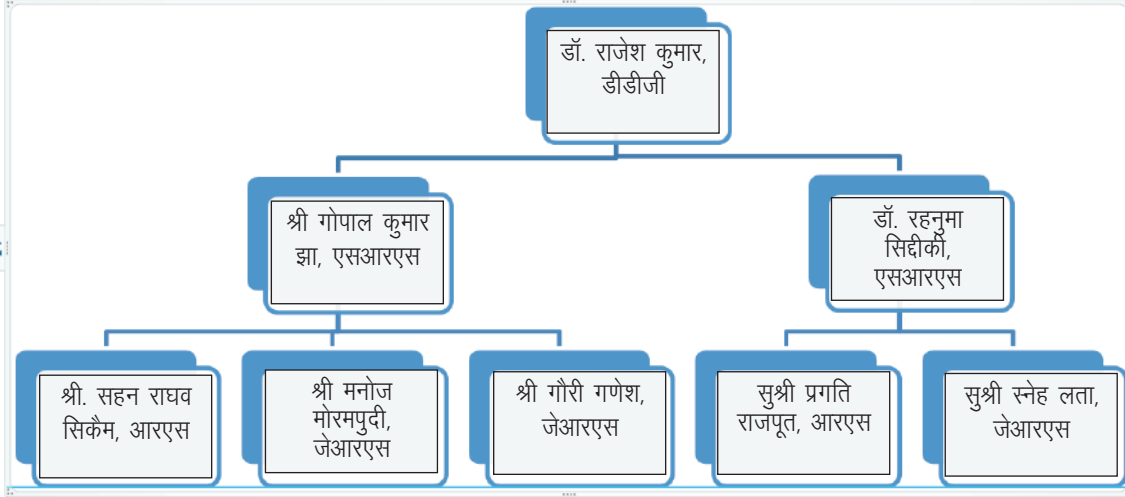 डॉ. राजेश कुमार,
डीडीजी
श्री गोपाल कुमार
झा, एसआरएस
डॉ. रहनुमा
सिद्दीकी,
एसआरएस
श्री. सहन राघव
सिकैम, आरएस
श्री मनोज
मोरमपुदी,
जेआरएस
श्री गौरी गणेश,
जेआरएस
सुश्री प्रगति
राजपूत, आरएस
सुश्री स्नेह लता,
जेआरएस